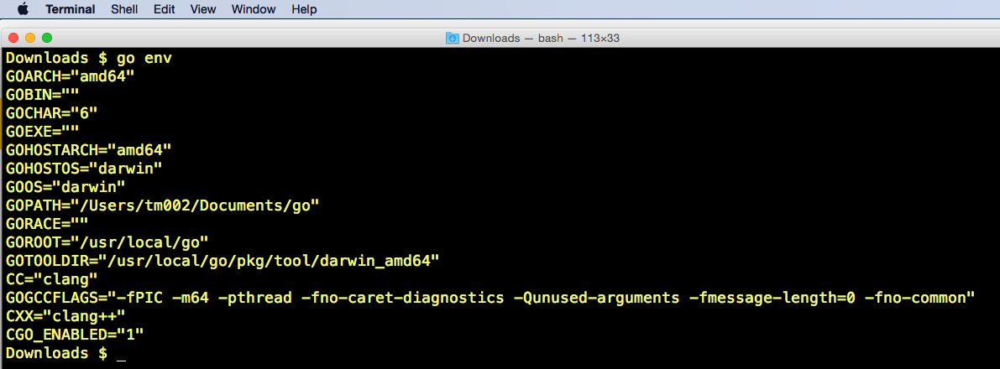 Terminal Shell Edit View Window Help
Downloads — bash — 113×33
Downloads $ go env
GOARCH="amd64"
GOBIN=""
GOCHAR="6"
GOEXE=""
GOHOSTARCH="amd64"
GOHOSTOS="darwin"
GOOS="darwin"
GOPATH="/Users/tm002/Documents/go"
GORACE=""
GOROOT="/usr/local/go"
GOTOOLDIR="/usr/local/go/pkg/tool/darwin_amd64"
CC="clang"
GOGCCFLAGS="-fPIC -m64 -pthread -fno-caret-diagnostics -Qunused-arguments -fmessage-length=0 -fno-common"
CXX="clang++"
CGO_ENABLED="1"
Downloads $ _